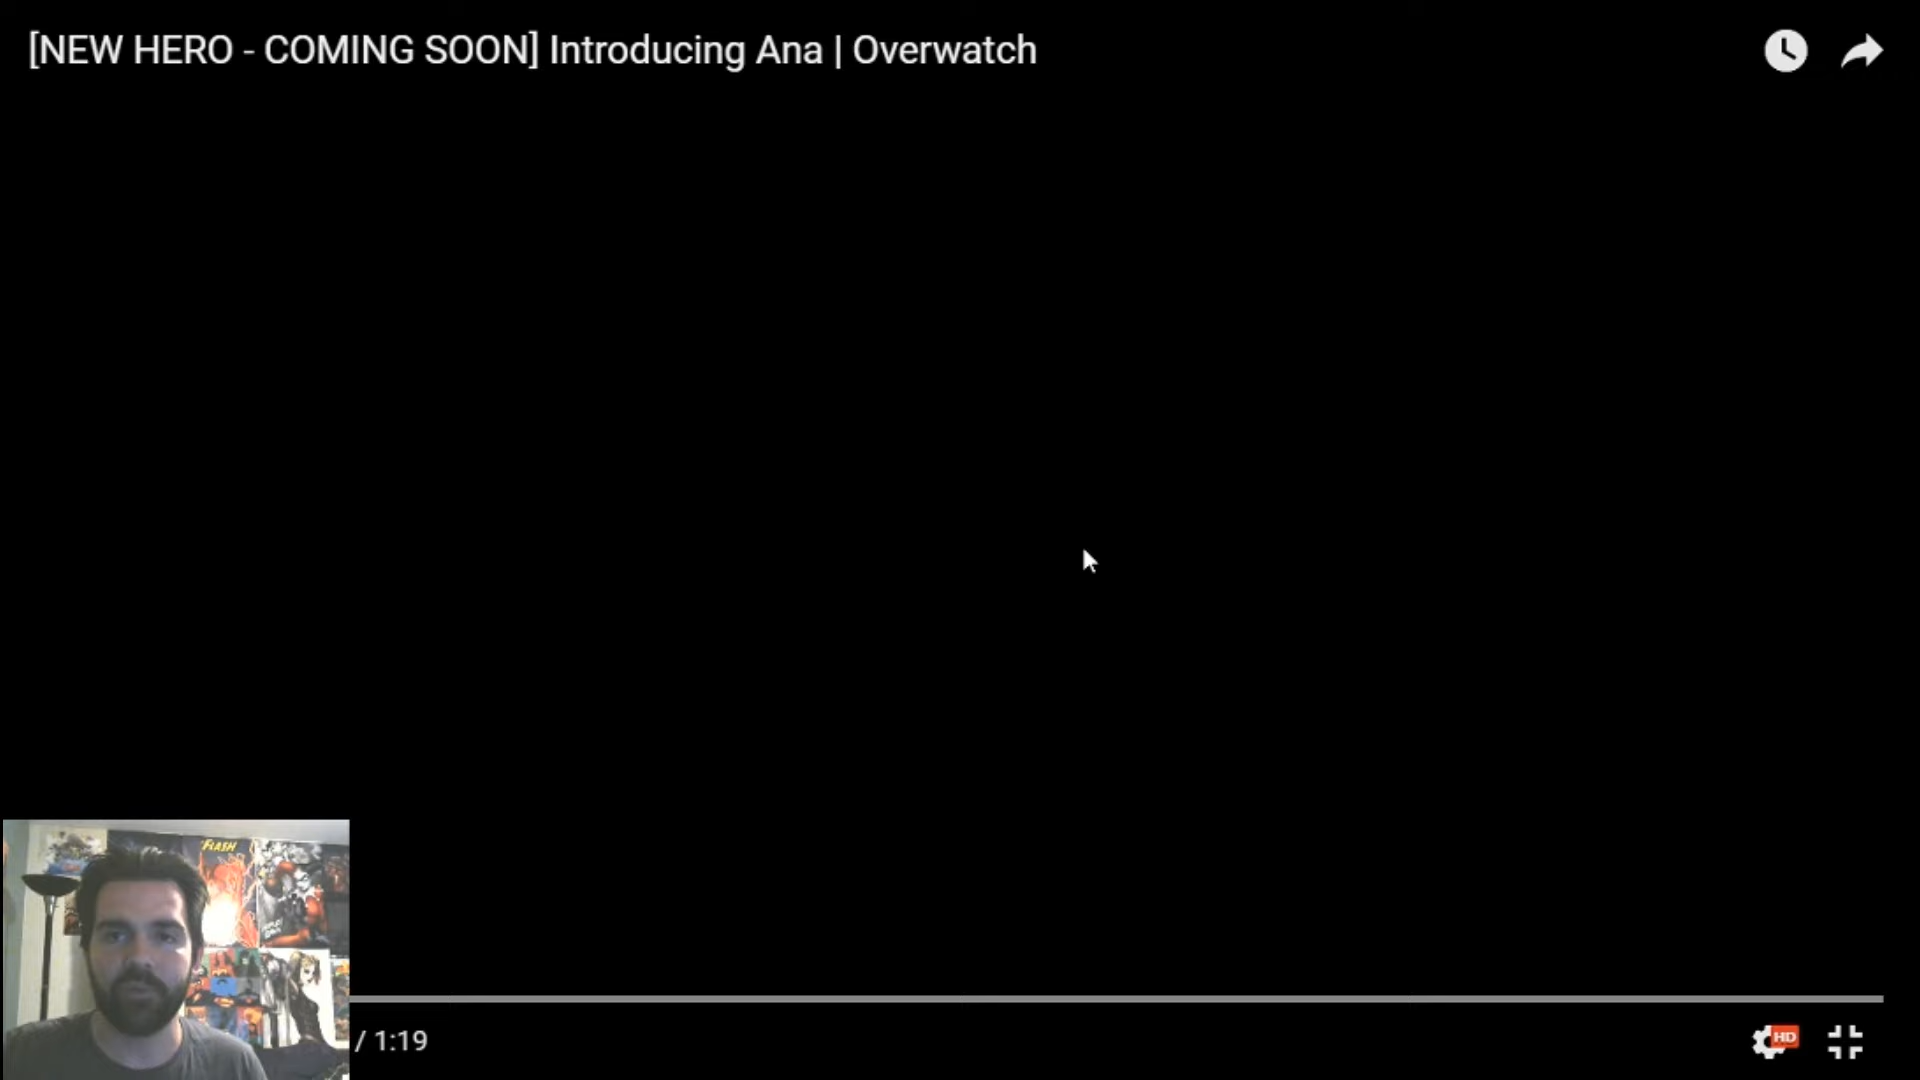 [NEW HERO - COMING SOON] Introducing Ana | Overwatch
FLASH
/ 1:19
HD